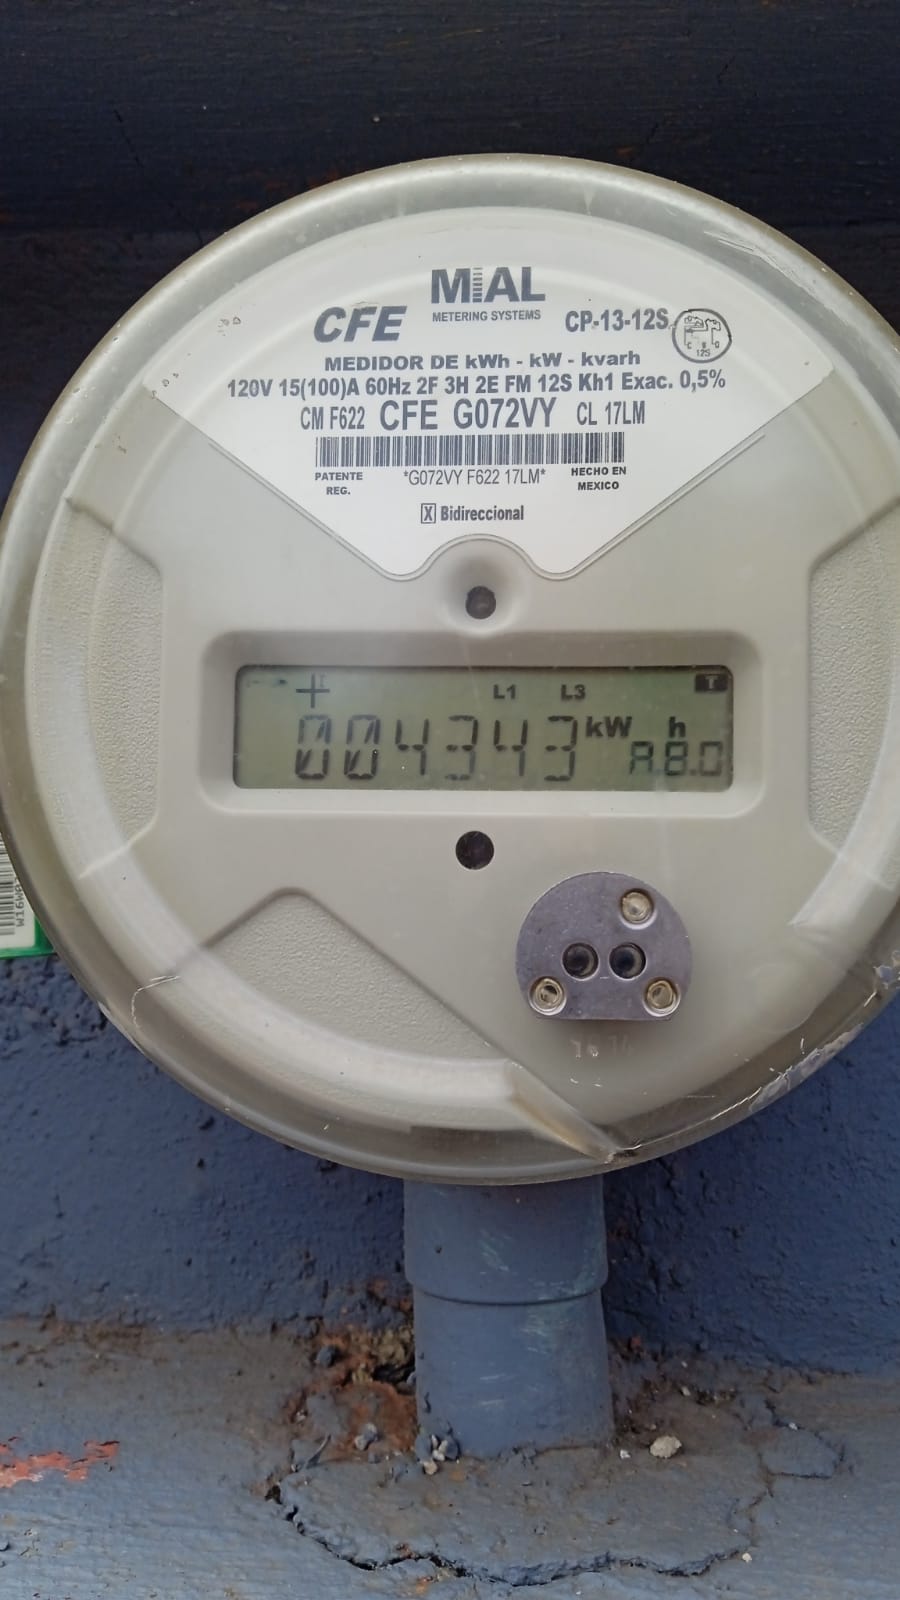 MIAL
METERING SYSTEMS
CFE
CP-13-12S
C V C
12S
MEDIDOR DE kWh - kW - kvarh
120V 15(100)A 60Hz 2F 3H 2E FM 12S Kh1 Exac. 0,5%
CM F622 CFE G072VY CL 17LM
PATENTE REG.
*G072VY F622 17LM*
HECHO EN MEXICO
X Bidireccional
L1 L3 T
004343 kW h A.8.0